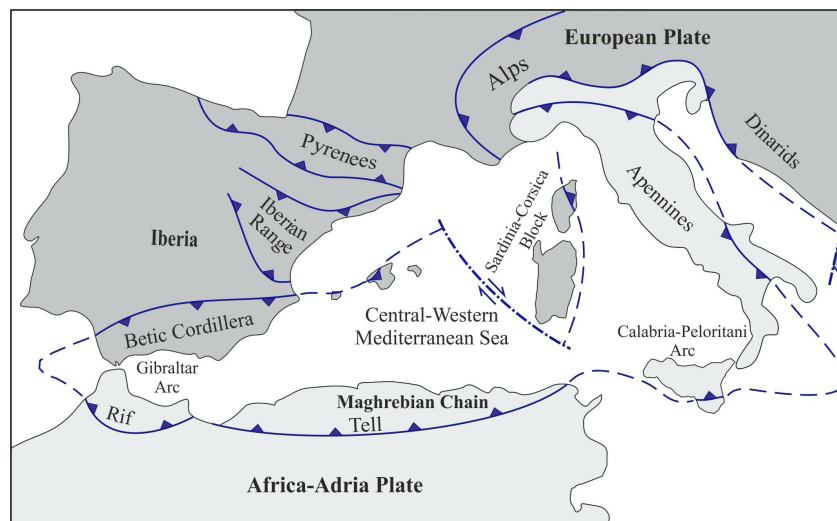 European Plate
Alps
Dinarids
Pyrenees
Apennines
Iberian
Range
Sardinia-Corsica
Block
Iberia
Central-Western
Mediterranean Sea
Betic Cordillera
Calabria-Peloritani
Arc
Gibraltar
Arc
Maghrebian Chain
Rif
Tell
Africa-Adria Plate